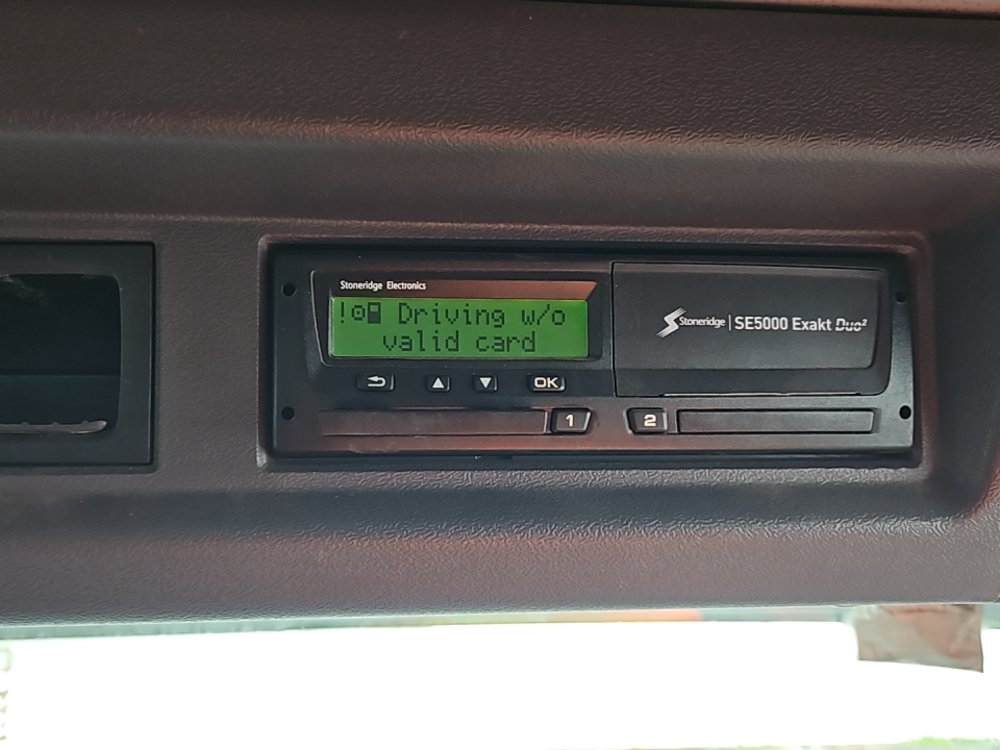 Stoneridge Electronics
! Driving w/o
valid card
OK
1
2
Stoneridge | SE5000 Exakt Duo²